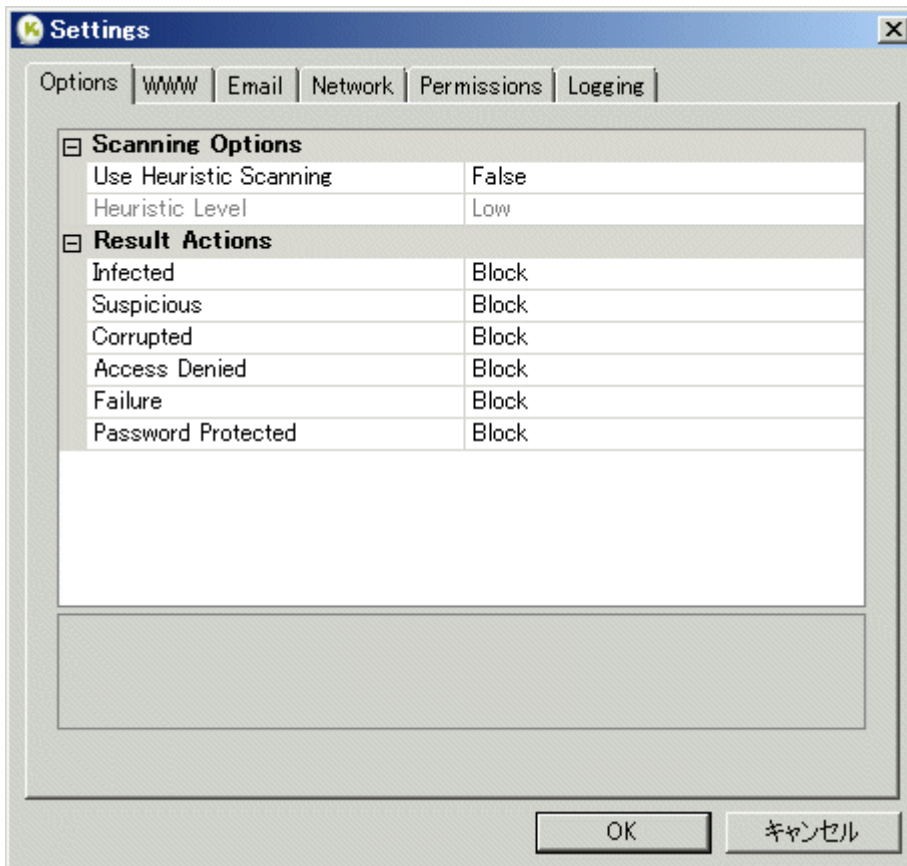 Settings
Options WWW Email Network Permissions Logging
Scanning Options
Use Heuristic Scanning False
Heuristic Level Low
Result Actions
Infected Block
Suspicious Block
Corrupted Block
Access Denied Block
Failure Block
Password Protected Block
OK キャンセル